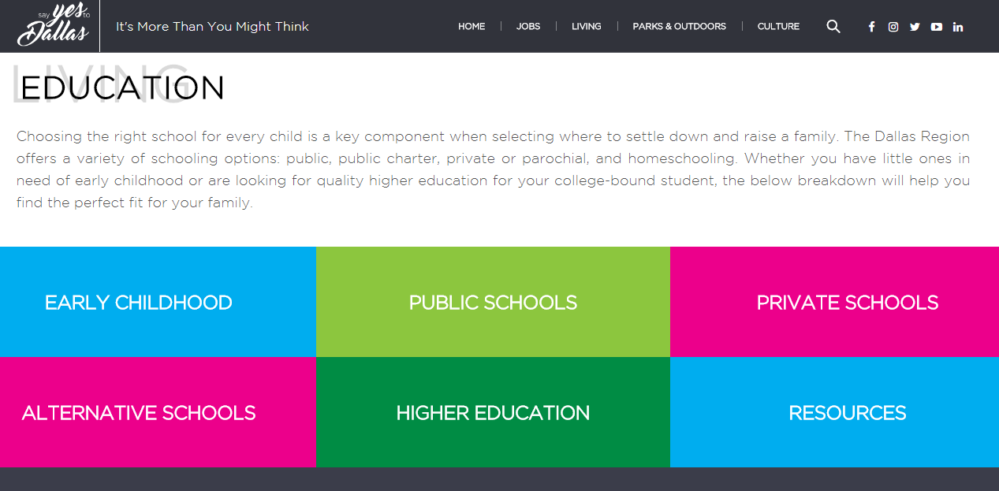 say yes to
Dallas
It's More Than You Might Think
HOME
JOBS
LIVING
PARKS & OUTDOORS
CULTURE
LIVING
EDUCATION
Choosing the right school for every child is a key component when selecting where to settle down and raise a family. The Dallas Region
offers a variety of schooling options: public, public charter, private or parochial, and homeschooling. Whether you have little ones in
need of early childhood or are looking for quality higher education for your college-bound student, the below breakdown will help you
find the perfect fit for your family.
EARLY CHILDHOOD
PUBLIC SCHOOLS
PRIVATE SCHOOLS
ALTERNATIVE SCHOOLS
HIGHER EDUCATION
RESOURCES